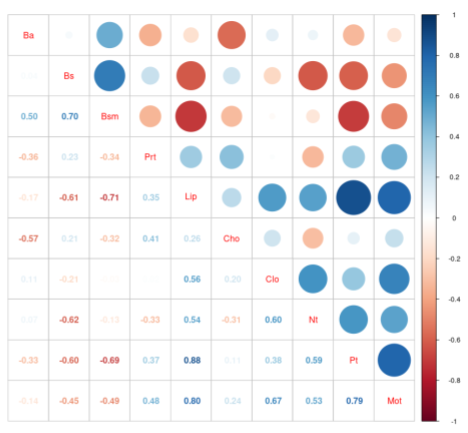 Ba 1
Bs 0.8
0.50 0.70 Bsm 0.6
-0.36 0.23 -0.34 Prt 0.4
-0.17 -0.61 -0.71 0.35 Lip 0.2
-0.57 0.21 -0.32 0.41 0.26 Cho 0
0.11 -0.21 0.56 0.20 Clo -0.2
-0.62 -0.13 -0.33 0.54 -0.31 0.60 Nt -0.4
-0.33 -0.60 -0.69 0.37 0.88 0.11 0.38 0.59 Pt -0.6
-0.14 -0.45 -0.49 0.48 0.80 0.24 0.67 0.53 0.79 Mot -0.8
-1